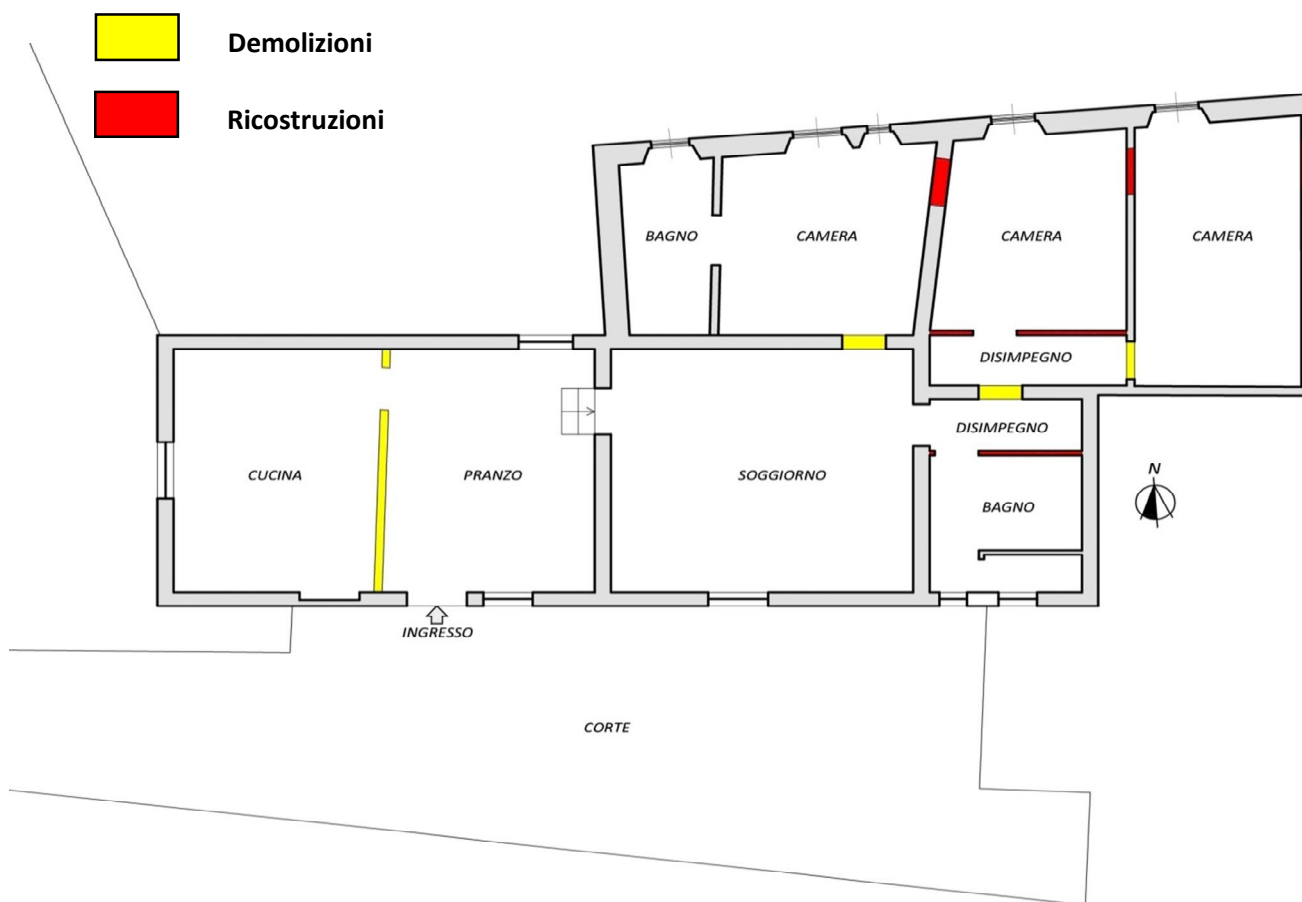 Demolizioni
Ricostruzioni
BAGNO
CAMERA
CAMERA
CAMERA
DISIMPEGNO
DISIMPEGNO
CUCINA
PRANZO
SOGGIORNO
N
BAGNO
INGRESSO
CORTE